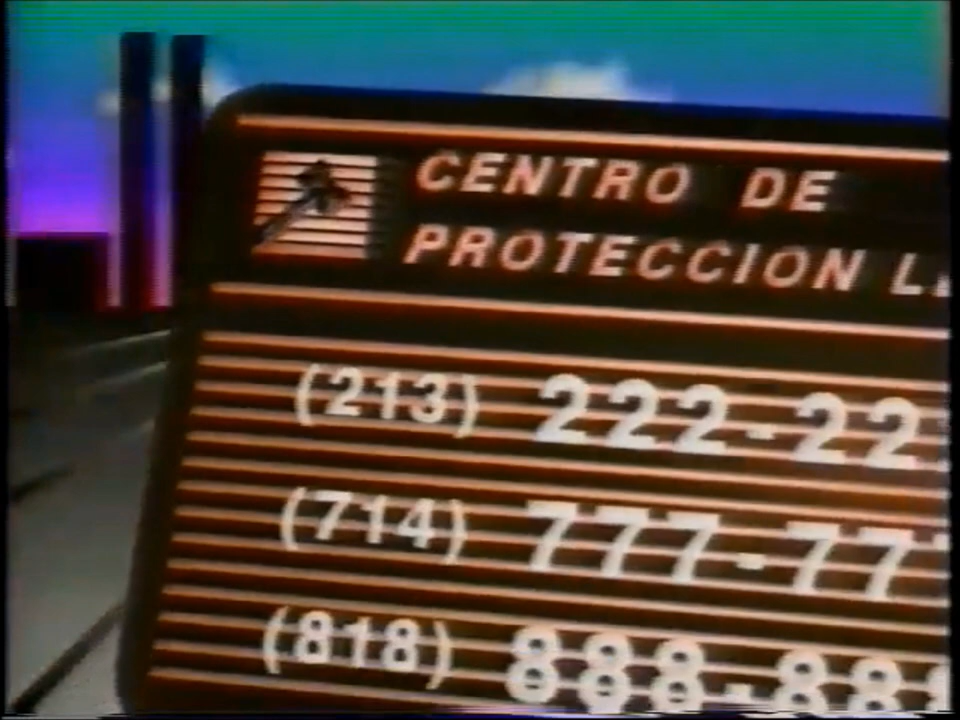 CENTRO DE
PROTECCION
(213) 222-22
(714) 777-77
(818) 888-88